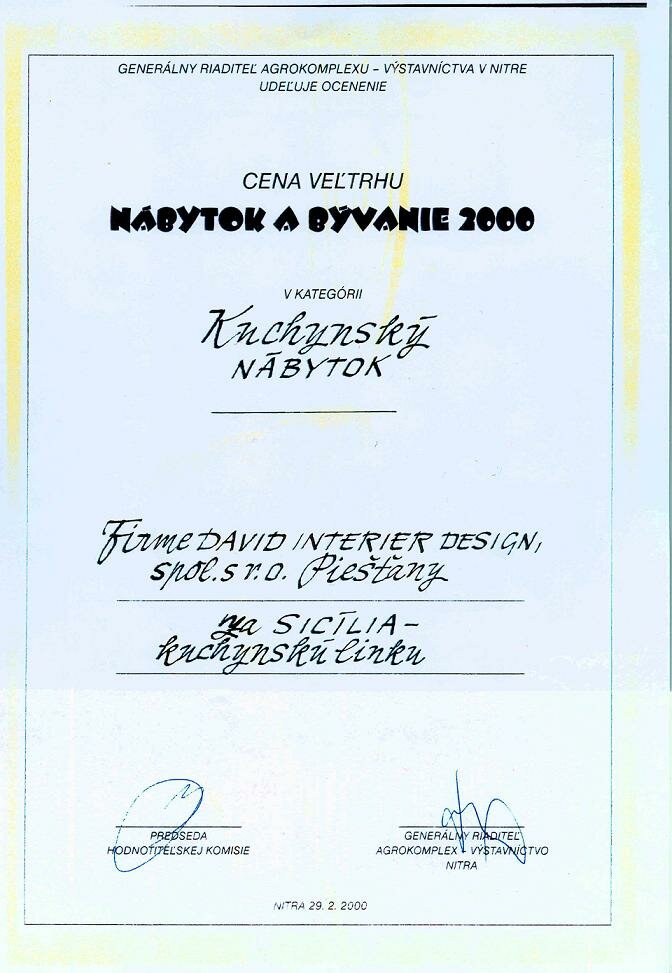 GENERÁLNY RIADITEĽ AGROKOMPLEXU – VÝSTAVNÍCTVA V NITRE
UDEĽUJE OCENENIE
CENA VEĽTRHU
NÁBYTOK A BÝVANIE 2000
V KATEGÓRII
Kuchynský
NÁBYTOK
Firme DAVID INTERIER DESIGN,
spol. s r.o. Piešťany
za SICÍLIA –
kuchynskú linku
PREDSEDA
HODNOTITEĽSKEJ KOMISIE
GENERÁLNY RIADITEĽ
AGROKOMPLEX – VÝSTAVNÍCTVO
NITRA
NITRA 29. 2. 2000